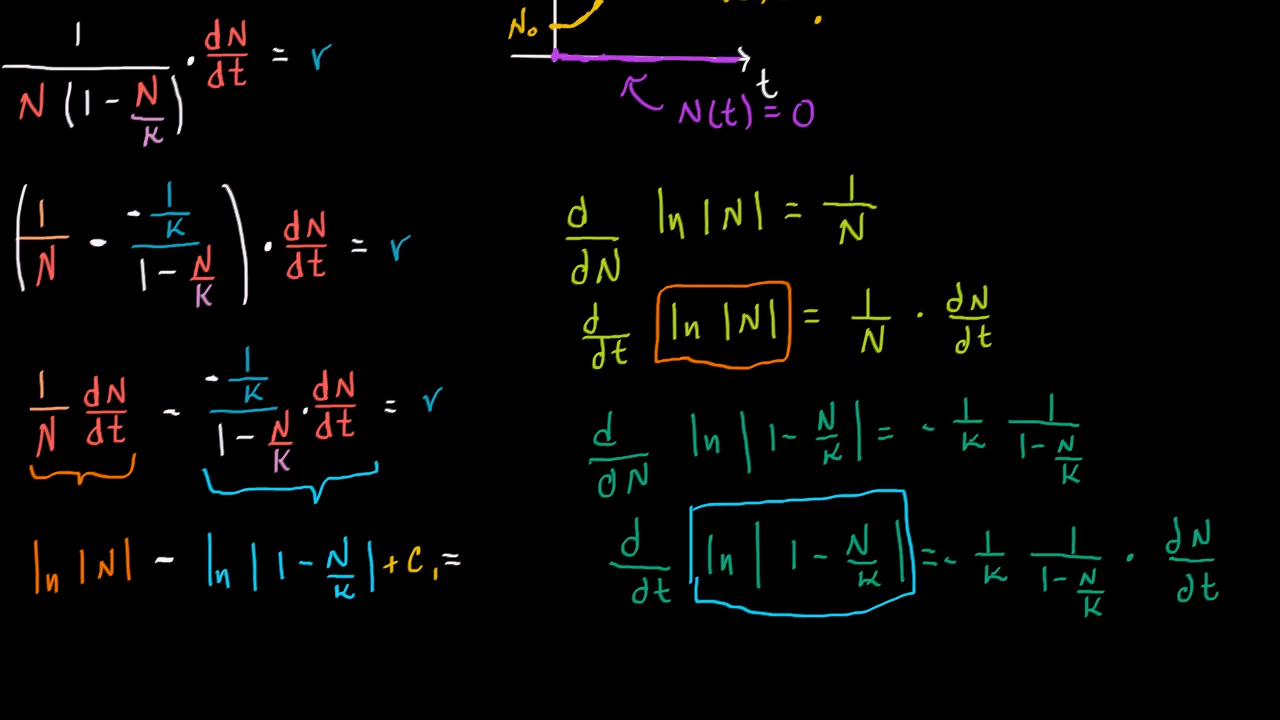 N₀
1/(N(1 - N/K)) · dN/dt = r
t
N(t) = 0
(1/N - (-1/K)/(1 - N/K)) · dN/dt = r
d/dN ln |N| = 1/N
d/dt ln |N| = 1/N · dN/dt
1/N dN/dt - (-1/K)/(1 - N/K) · dN/dt = r
d/dN ln |1 - N/K| = - 1/K 1/(1 - N/K)
ln |N| - ln |1 - N/K| + C₁ =
d/dt ln |1 - N/K| = - 1/K 1/(1 - N/K) · dN/dt